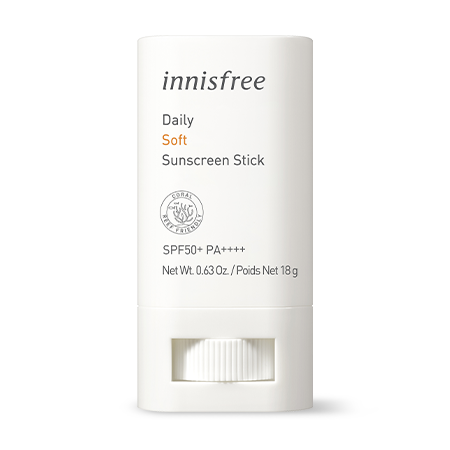 innisfree
Daily
Soft
Sunscreen Stick
CORAL
REEF FRIENDLY
SPF50+ PA++++
Net Wt. 0.63 Oz. / Poids Net 18 g